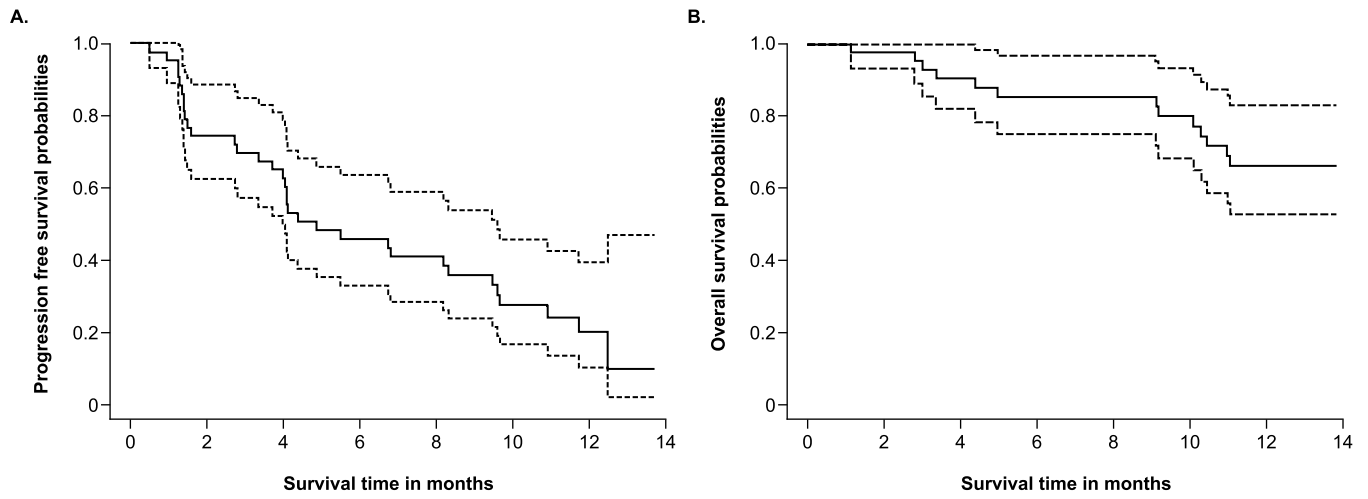 A.
Progression free survival probabilities
1.0
0.8
0.6
0.4
0.2
0
0 2 4 6 8 10 12 14
Survival time in months
B.
Overall survival probabilities
1.0
0.8
0.6
0.4
0.2
0
0 2 4 6 8 10 12 14
Survival time in months